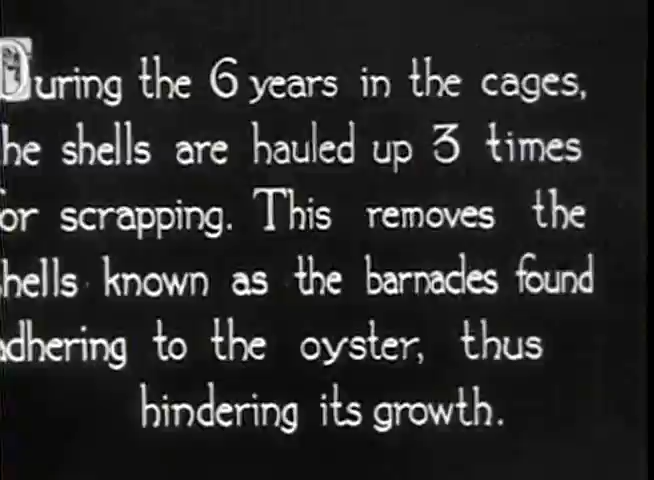 During the 6 years in the cages,
he shells are hauled up 3 times
or scrapping. This removes the
hells known as the barnacles found
adhering to the oyster, thus
hindering its growth.